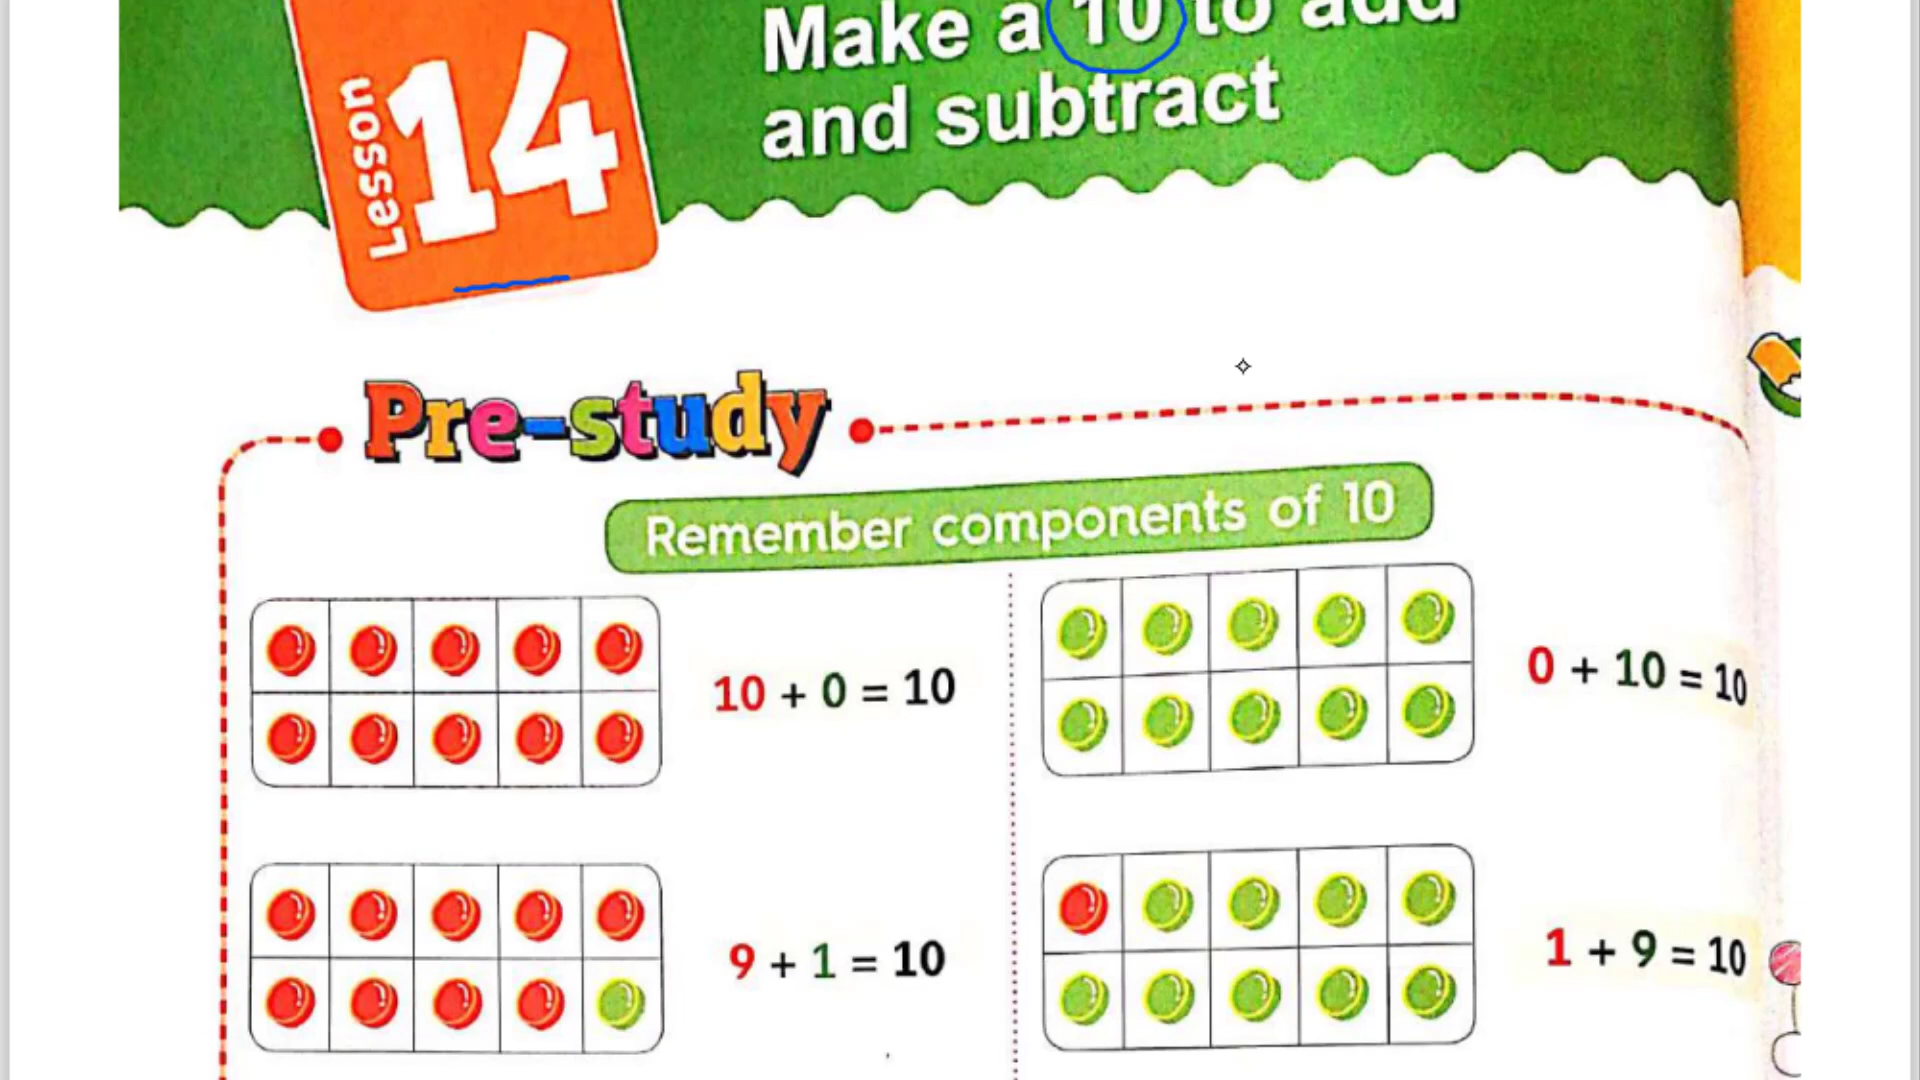 Lesson 14
Make a 10 to add
and subtract
Pre-study
Remember components of 10
10 + 0 = 10
0 + 10 = 10
9 + 1 = 10
1 + 9 = 10